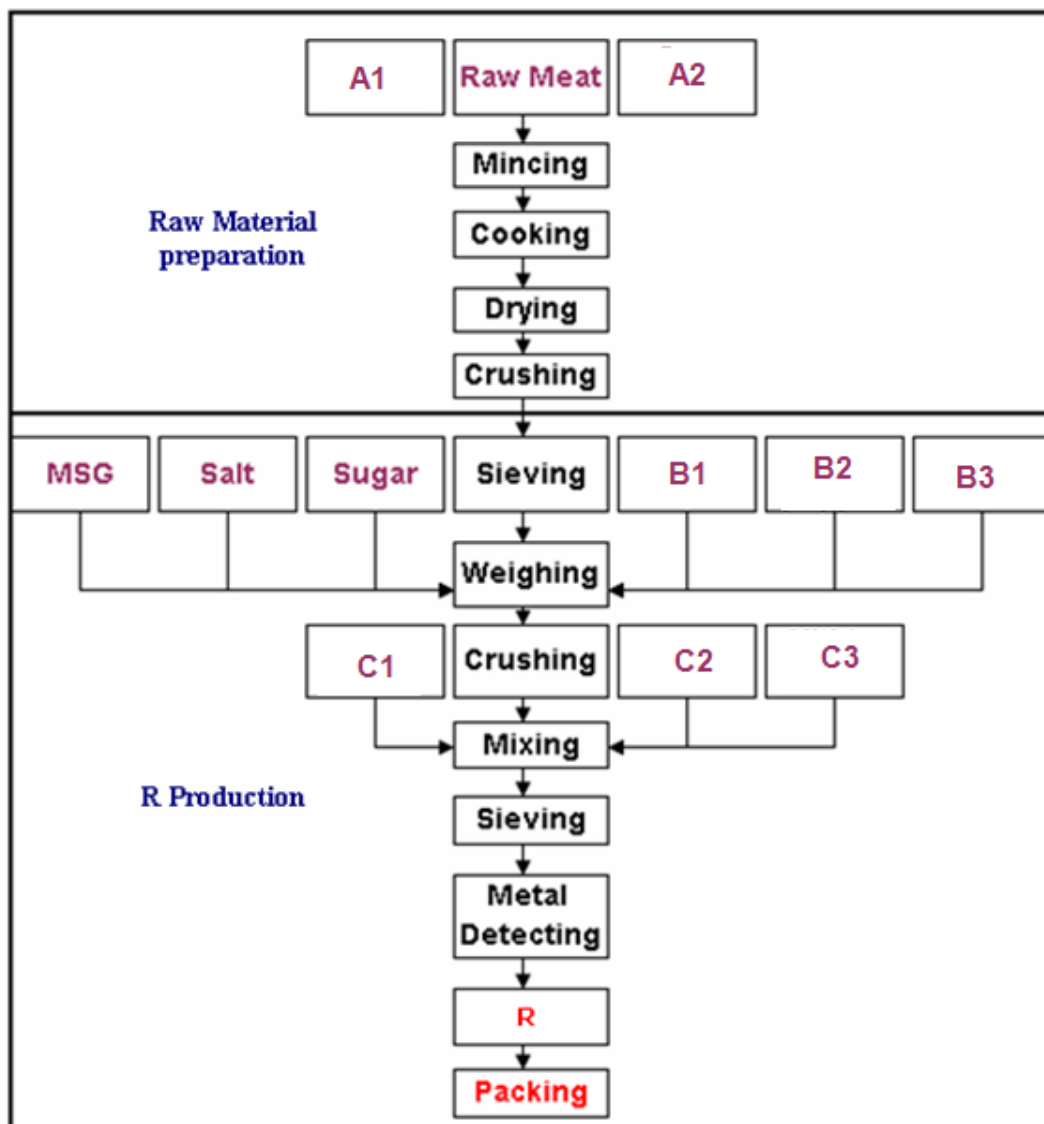 A1 Raw Meat A2
Mincing
Raw Material
preparation
Cooking
Drying
Crushing
MSG Salt Sugar Sieving B1 B2 B3
Weighing
C1 Crushing C2 C3
Mixing
R Production
Sieving
Metal
Detecting
R
Packing